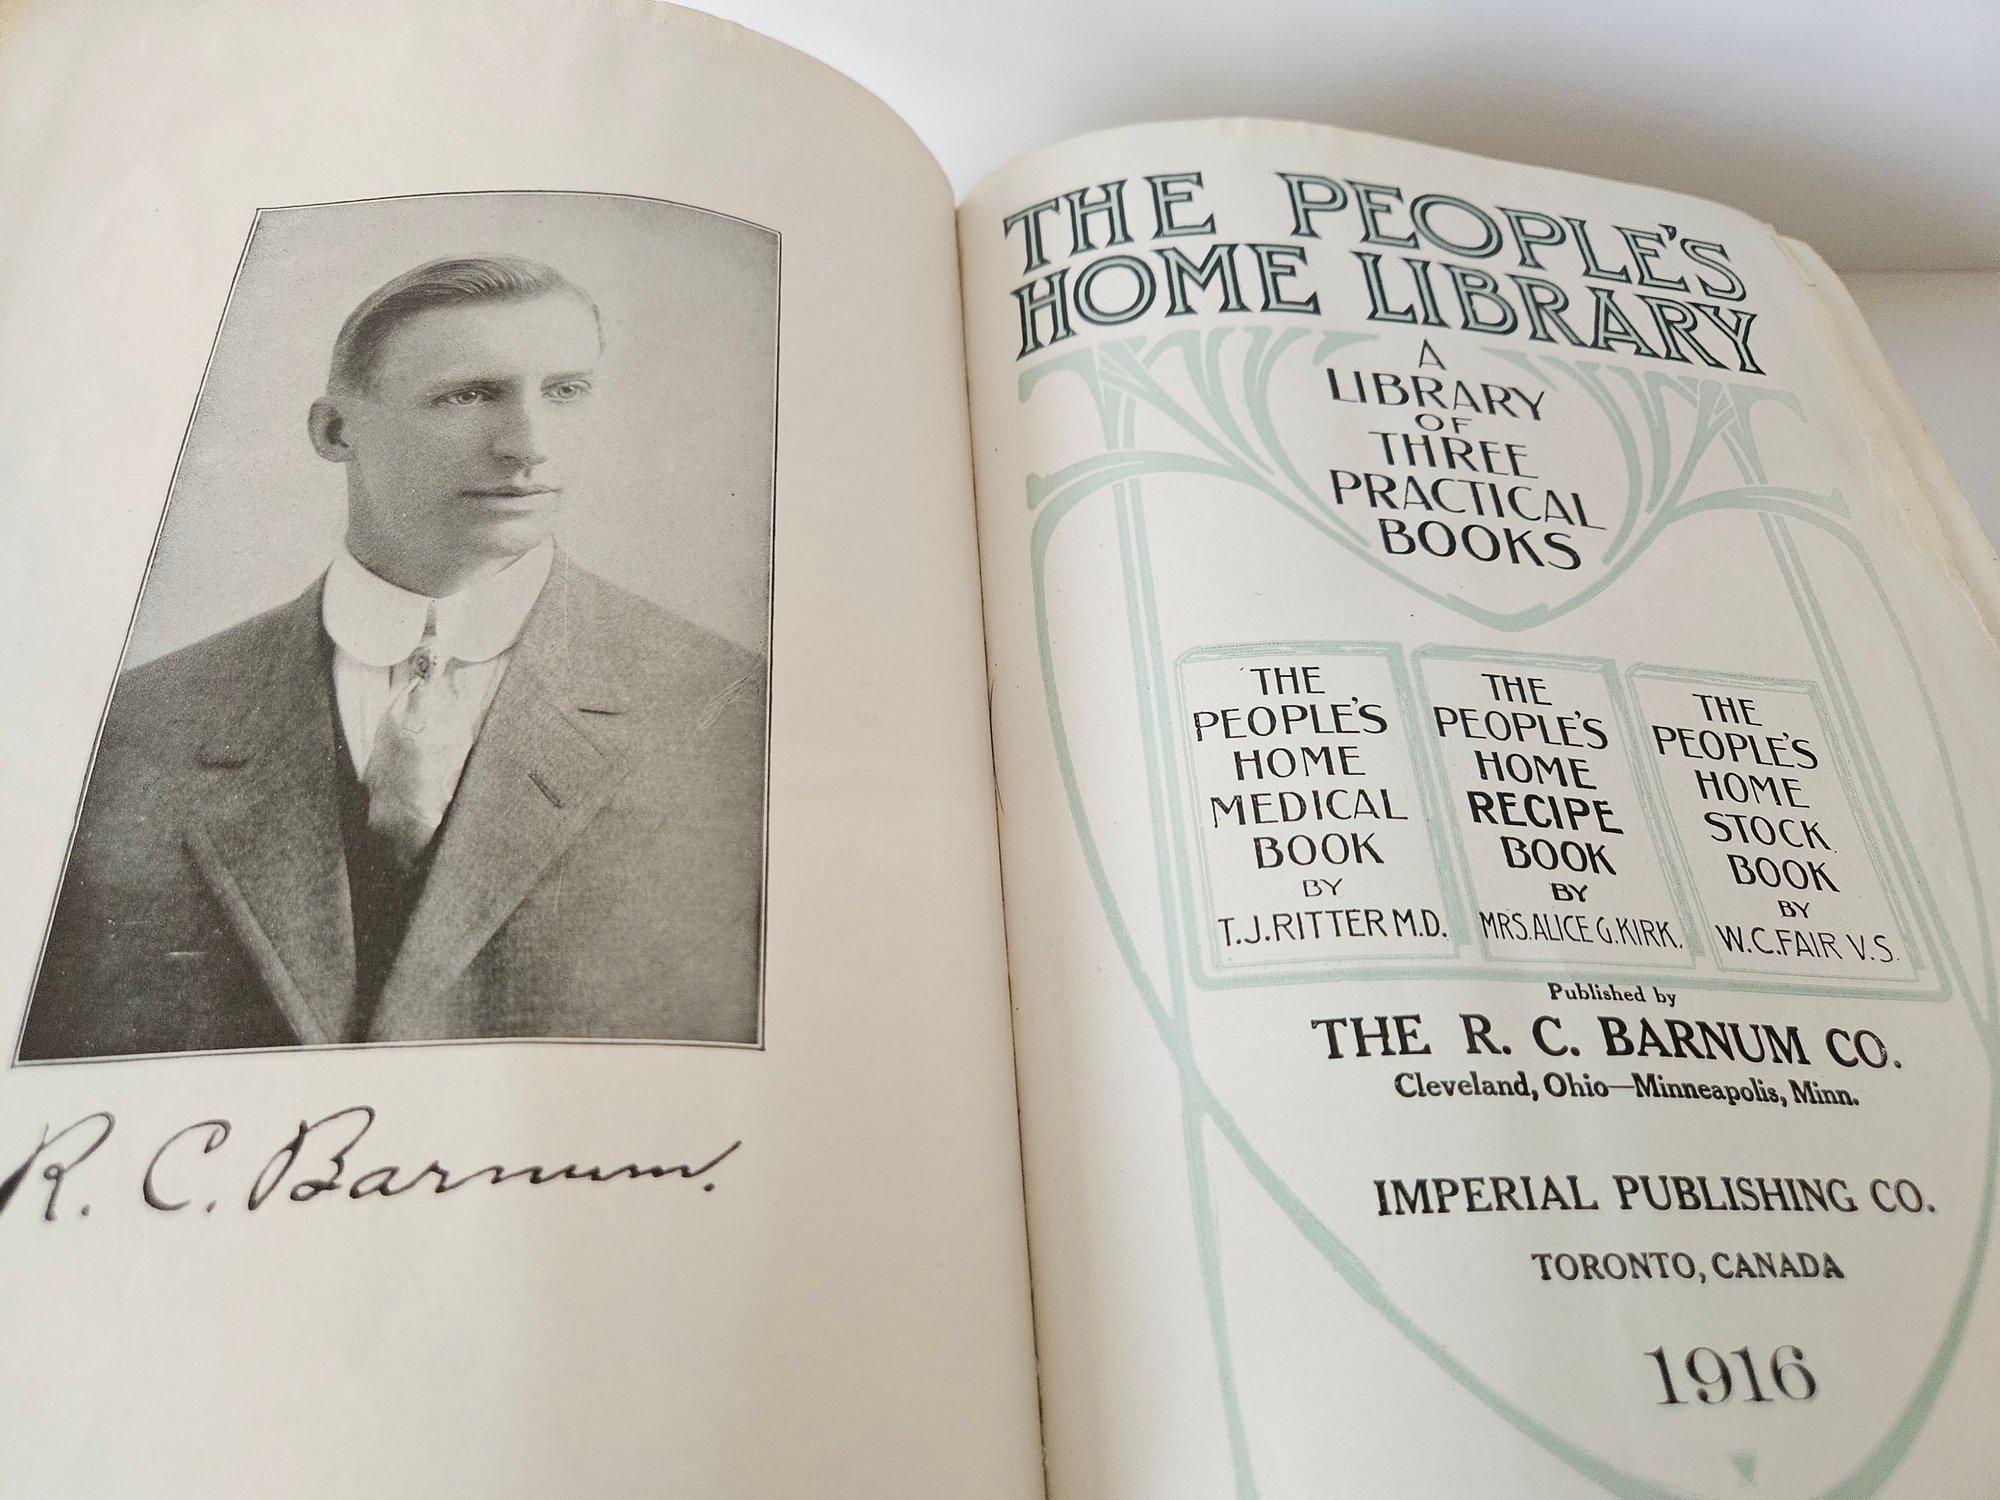 R. C. Barnum.
THE PEOPLE'S
HOME LIBRARY
A
LIBRARY
OF
THREE
PRACTICAL
BOOKS
THE
PEOPLE'S
HOME
MEDICAL
BOOK
BY
T.J.RITTER M.D.
THE
PEOPLE'S
HOME
RECIPE
BOOK
BY
MRS.ALICE G.KIRK.
THE
PEOPLE'S
HOME
STOCK
BOOK
BY
W.C.FAIR V.S.
Published by
THE R. C. BARNUM CO.
Cleveland, Ohio—Minneapolis, Minn.
IMPERIAL PUBLISHING CO.
TORONTO, CANADA
1916